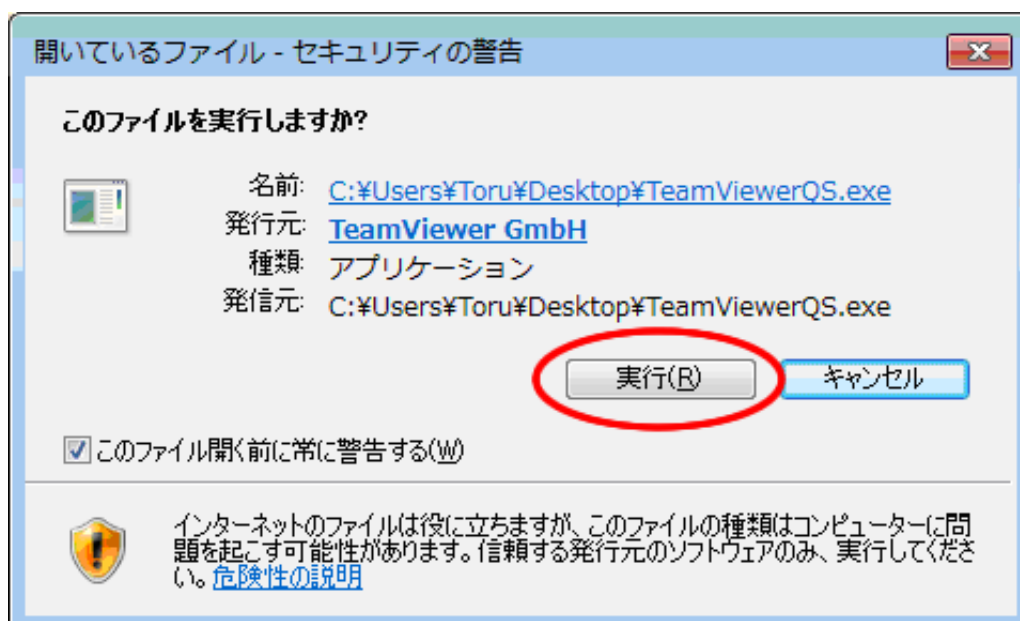 開いているファイル - セキュリティの警告
このファイルを実行しますか?
名前: C:¥Users¥Toru¥Desktop¥TeamViewerQS.exe
発行元: TeamViewer GmbH
種類: アプリケーション
発信元: C:¥Users¥Toru¥Desktop¥TeamViewerQS.exe
実行(R) キャンセル
このファイル開く前に常に警告する(W)
インターネットのファイルは役に立ちますが、このファイルの種類はコンピューターに問
題を起こす可能性があります。信頼する発行元のソフトウェアのみ、実行してくださ
い。危険性の説明